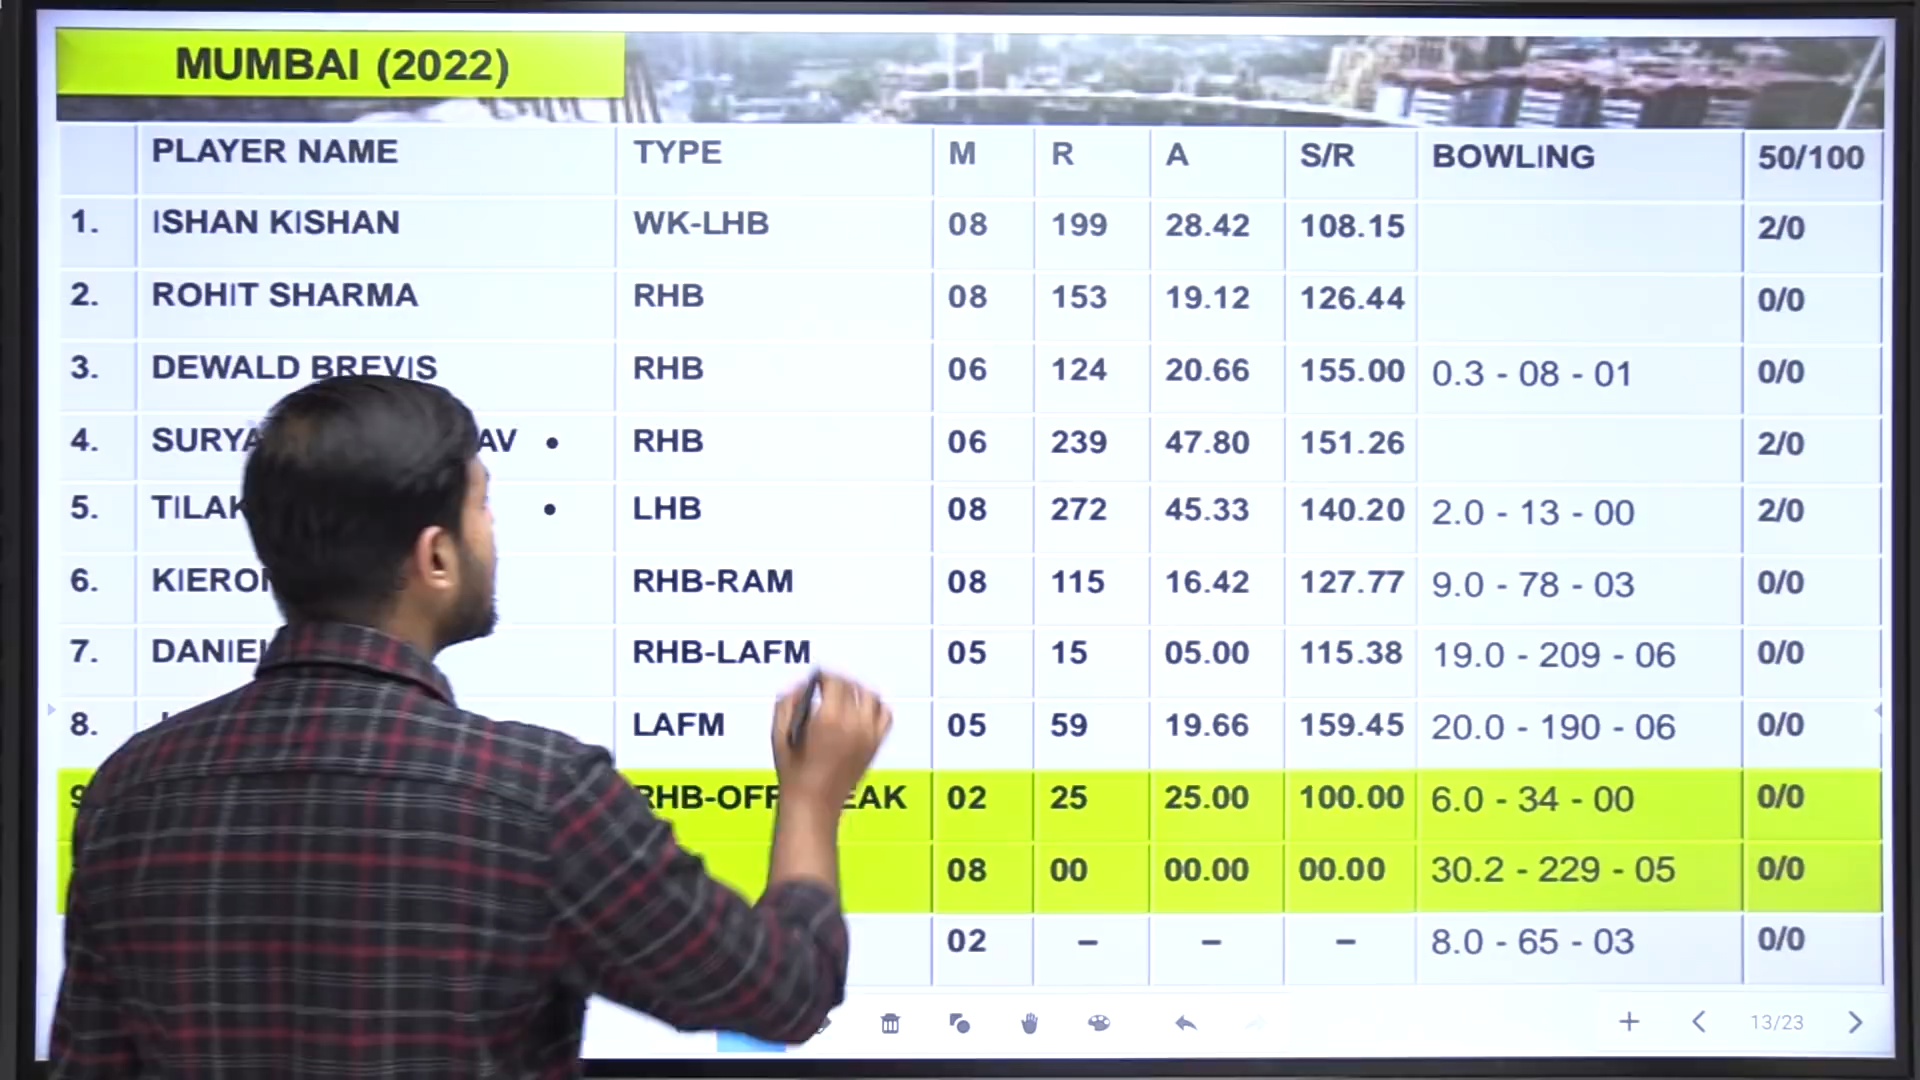 MUMBAI (2022)
PLAYER NAME TYPE M R A S/R BOWLING 50/100
1. ISHAN KISHAN WK-LHB 08 199 28.42 108.15 2/0
2. ROHIT SHARMA RHB 08 153 19.12 126.44 0/0
3. DEWALD BREVIS RHB 06 124 20.66 155.00 0.3 - 08 - 01 0/0
4. SURYA AV • RHB 06 239 47.80 151.26 2/0
5. TILAK • LHB 08 272 45.33 140.20 2.0 - 13 - 00 2/0
6. KIERON RHB-RAM 08 115 16.42 127.77 9.0 - 78 - 03 0/0
7. DANIEL RHB-LAFM 05 15 05.00 115.38 19.0 - 209 - 06 0/0
8. LAFM 05 59 19.66 159.45 20.0 - 190 - 06 0/0
9 RHB-OFF EAK 02 25 25.00 100.00 6.0 - 34 - 00 0/0
08 00 00.00 00.00 30.2 - 229 - 05 0/0
02 – – – 8.0 - 65 - 03 0/0
13/23